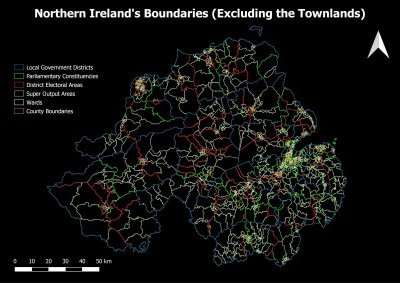 Northern Ireland's Boundaries (Excluding the Townlands)
Local Government Districts
Parliamentary Constituencies
District Electoral Areas
Super Output Areas
Wards
County Boundaries
0 10 20 30 40 50 km